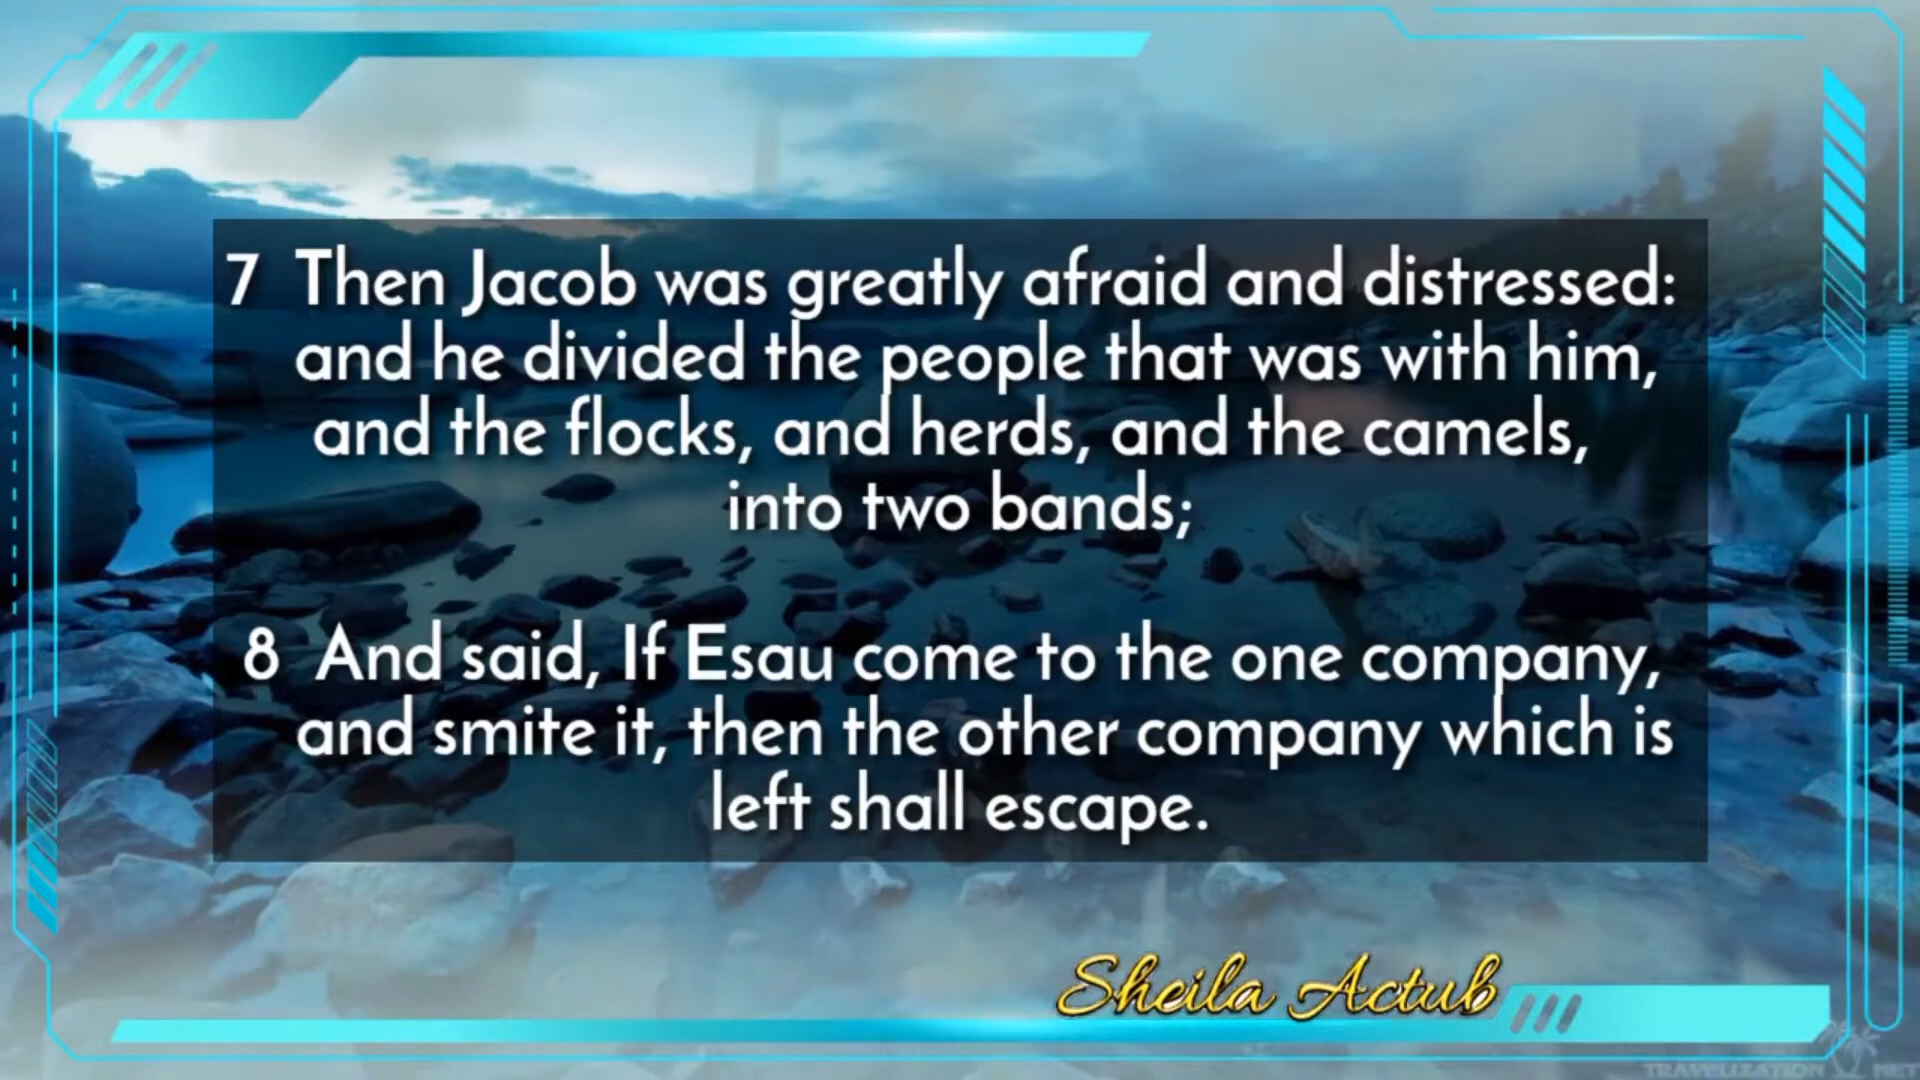 7 Then Jacob was greatly afraid and distressed:
and he divided the people that was with him,
and the flocks, and herds, and the camels,
into two bands;
8 And said, If Esau come to the one company,
and smite it, then the other company which is
left shall escape.
Sheila Actub
TRAVELIZATION NET